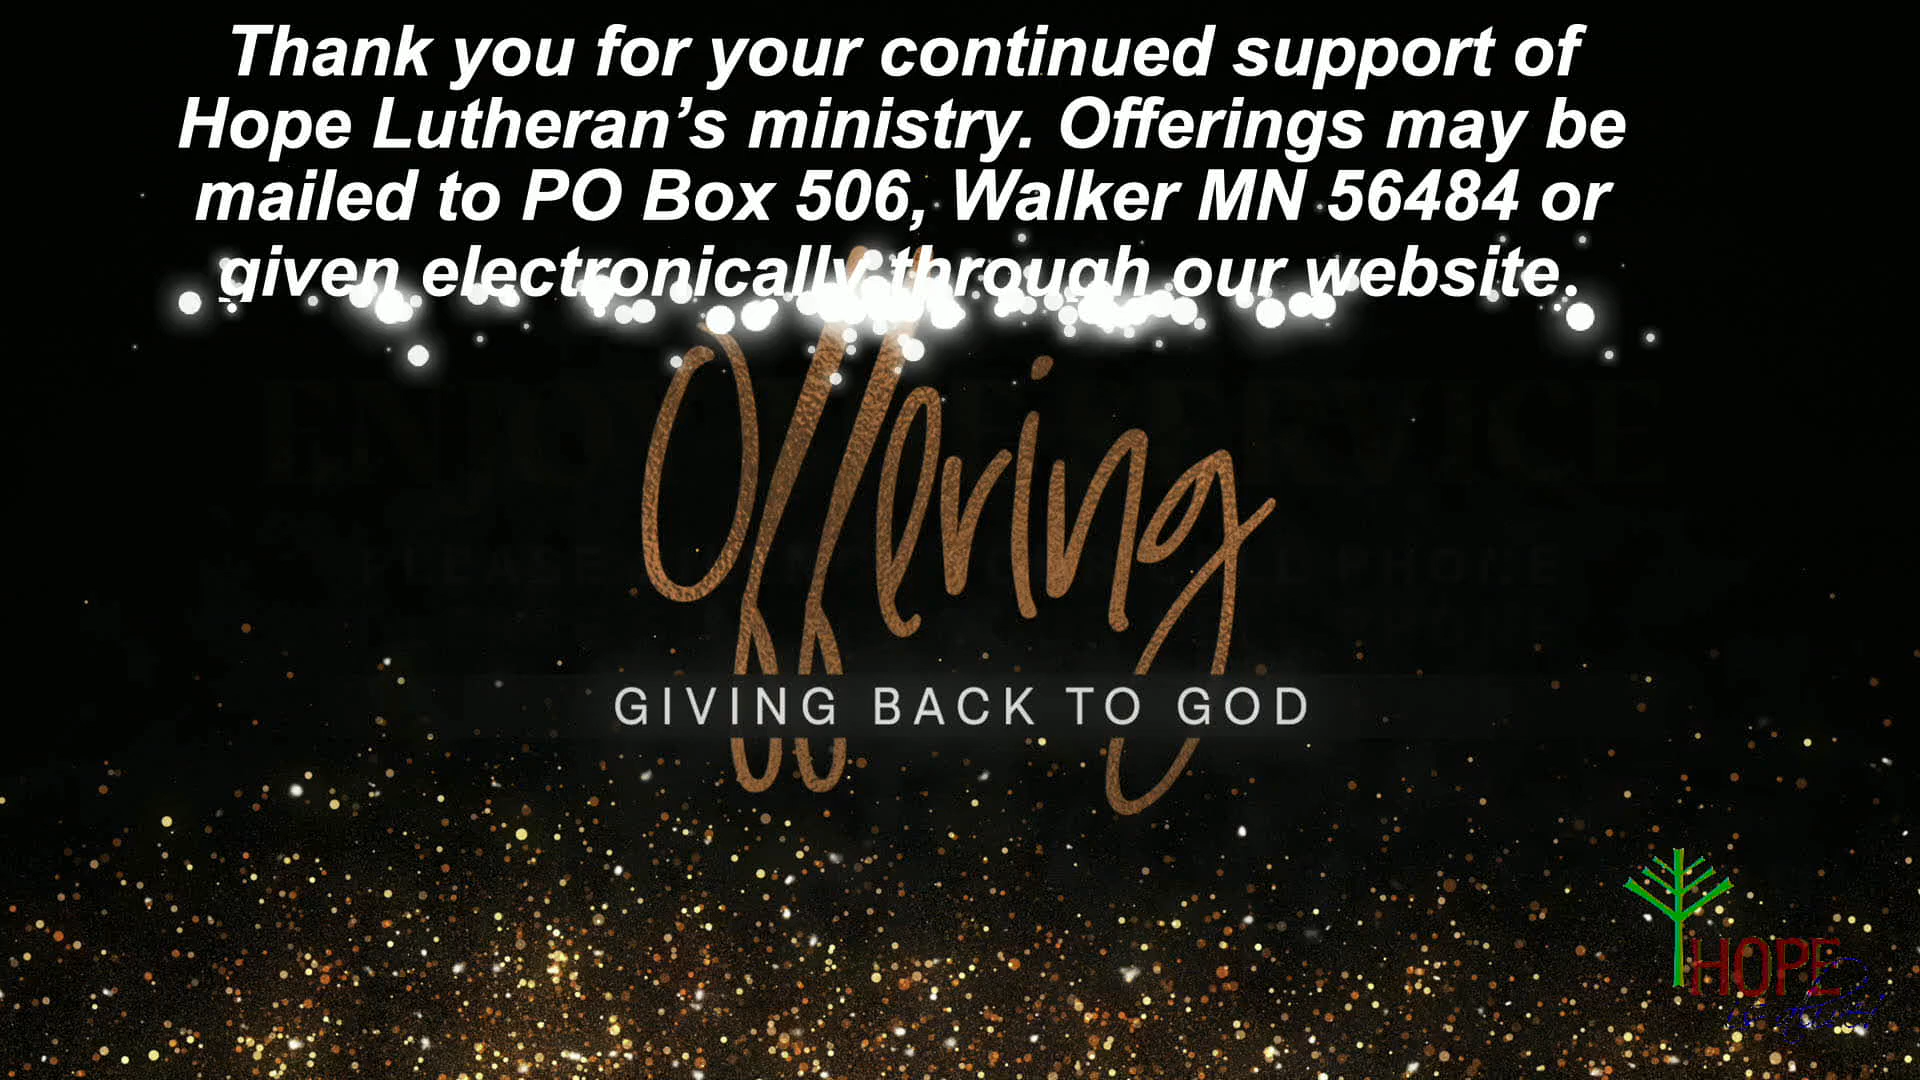 Thank you for your continued support of
Hope Lutheran’s ministry. Offerings may be
mailed to PO Box 506, Walker MN 56484 or
given electronically through our website.
Offering
GIVING BACK TO GOD
HOPE